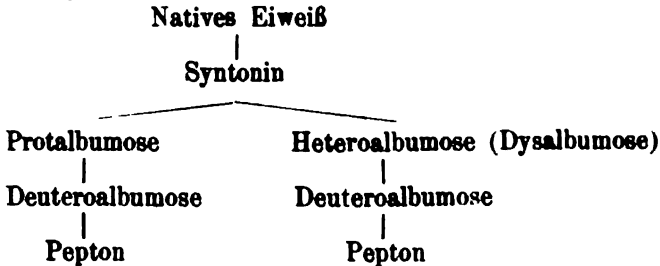 Natives Eiweiß
Syntonin
Protalbumose Heteroalbumose (Dysalbumose)
Deuteroalbumose Deuteroalbumose
Pepton Pepton